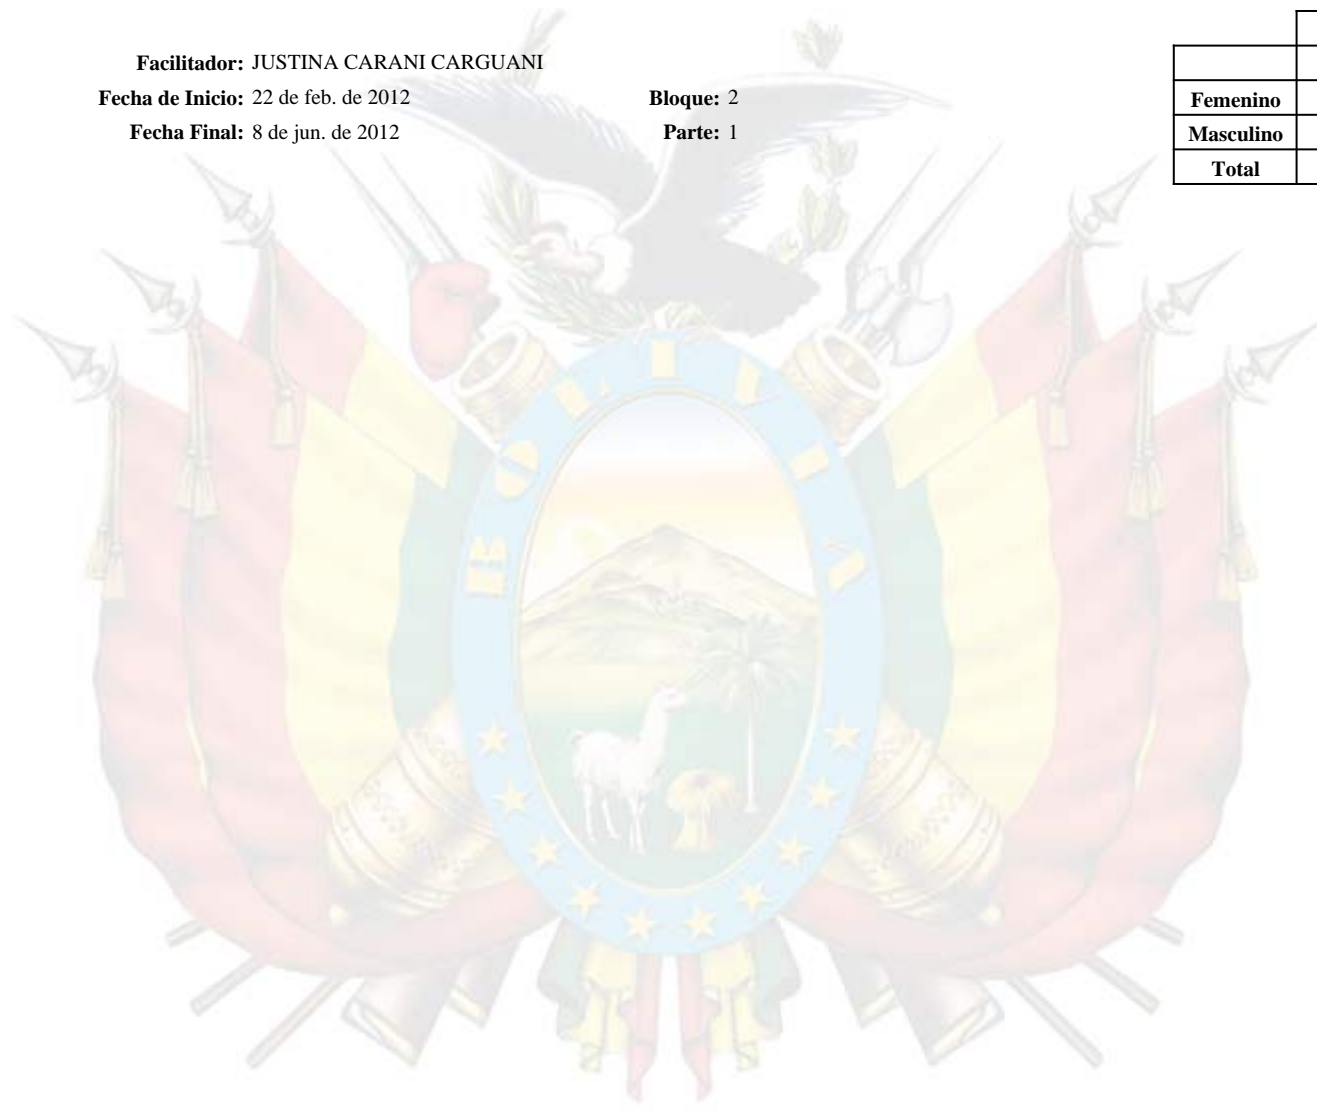 Facilitador: JUSTINA CARANI CARGUANI
Fecha de Inicio: 22 de feb. de 2012 Bloque: 2
Fecha Final: 8 de jun. de 2012 Parte: 1
Femenino
Masculino
Total
BOLIVIA